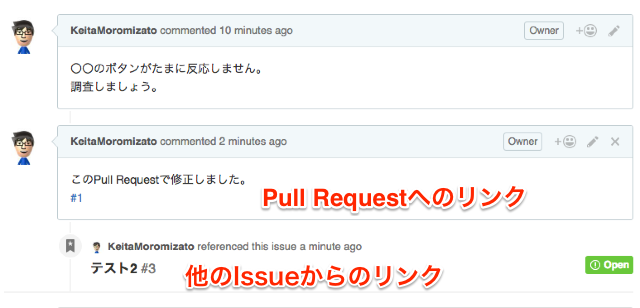 KeitaMoromizato commented 10 minutes ago Owner
〇〇のボタンがたまに反応しません。
調査しましょう。
KeitaMoromizato commented 2 minutes ago Owner
このPull Requestで修正しました。
#1
Pull Requestへのリンク
KeitaMoromizato referenced this issue a minute ago
テスト2 #3
Open
他のIssueからのリンク